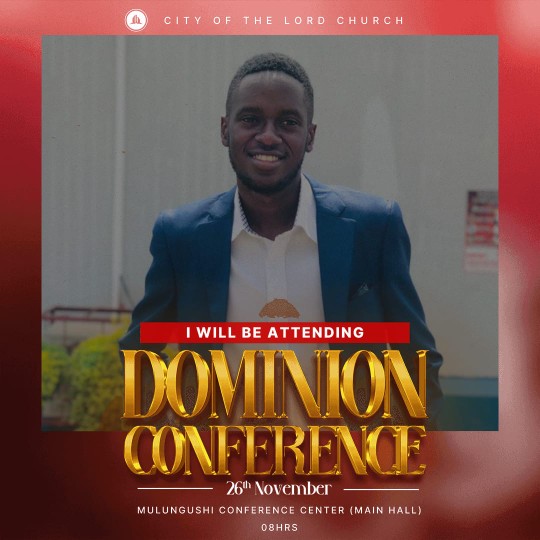 CITY OF THE LORD CHURCH
I WILL BE ATTENDING
DOMINION
CONFERENCE
26th November
MULUNGUSHI CONFERENCE CENTER (MAIN HALL)
08HRS